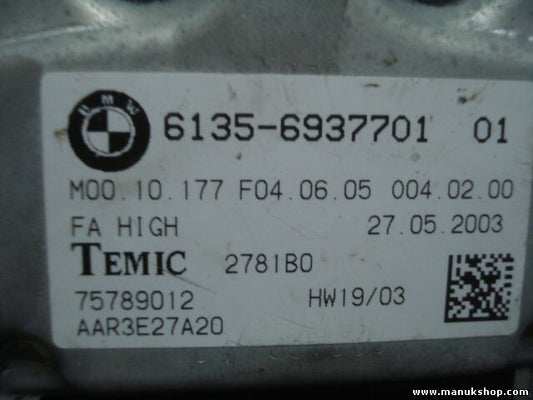 BMW
6135-6937701 01
M00.10.177 F04.06.05 004.02.00
FA HIGH 27.05.2003
TEMIC 2781B0
75789012 HW19/03
AAR3E27A20
www.manukshop.com